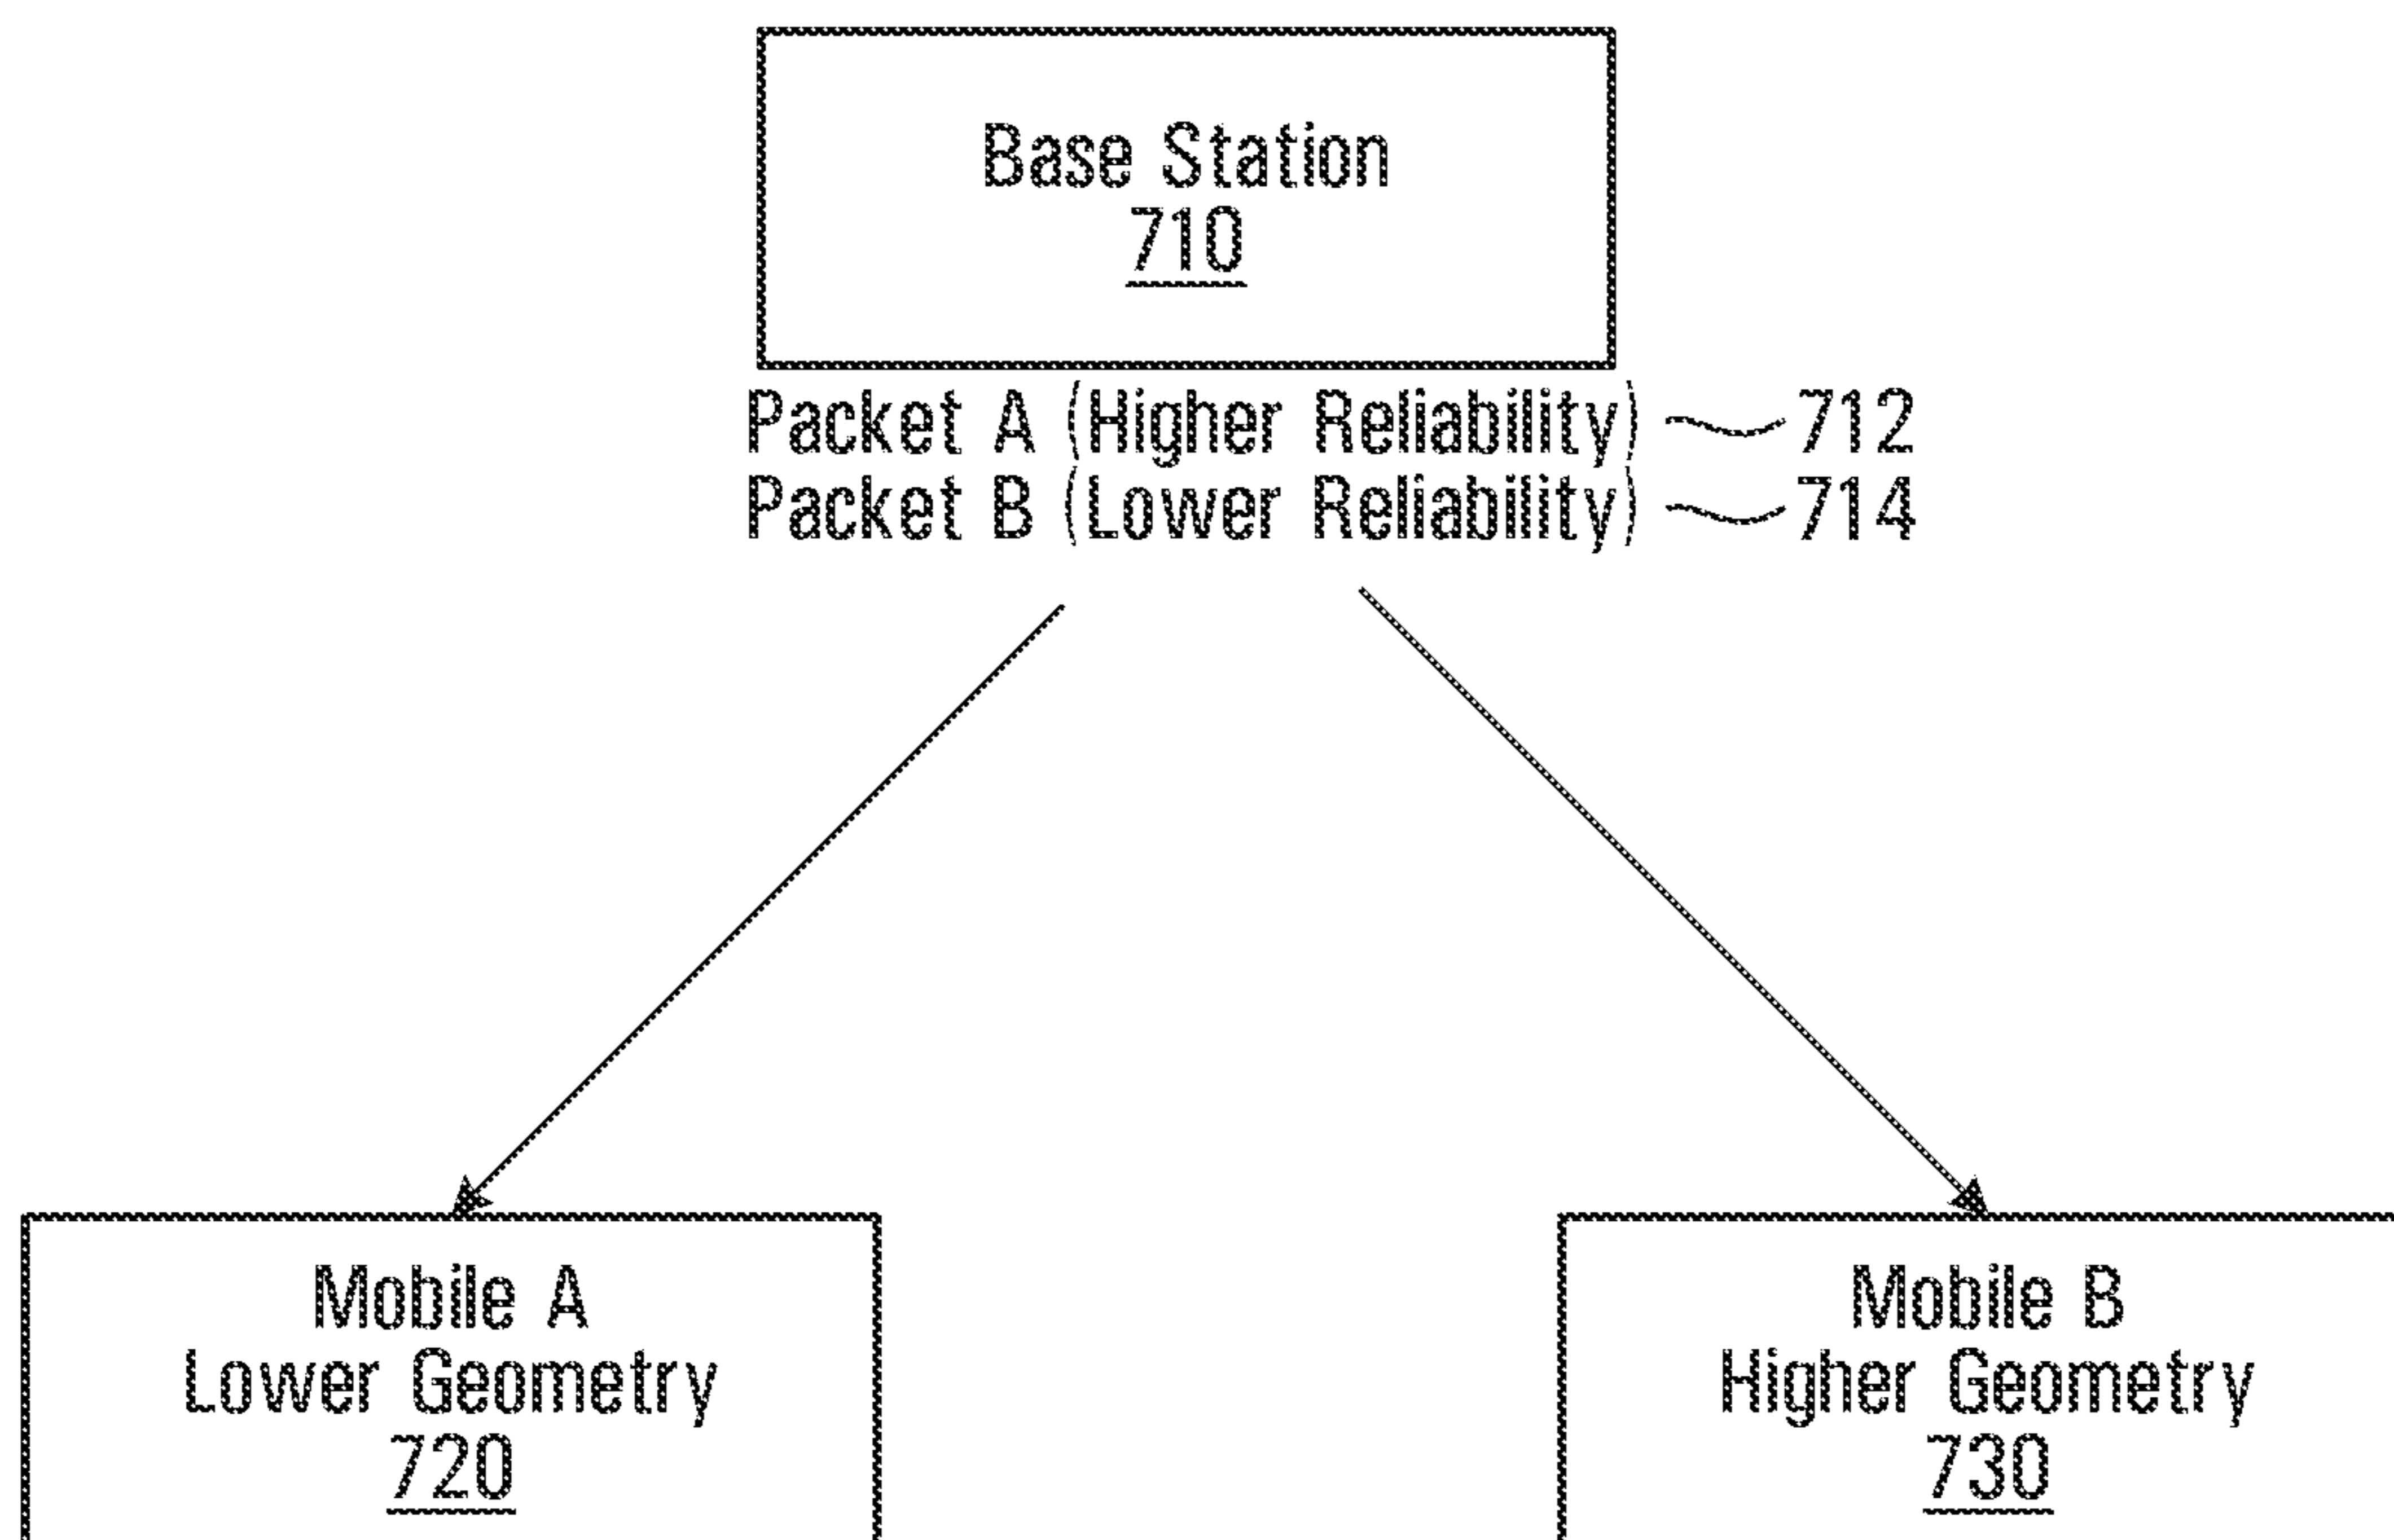 Base Station
710
Packet A (Higher Reliability) 712
Packet B (Lower Reliability) 714
Mobile A
Lower Geometry
720
Mobile B
Higher Geometry
730